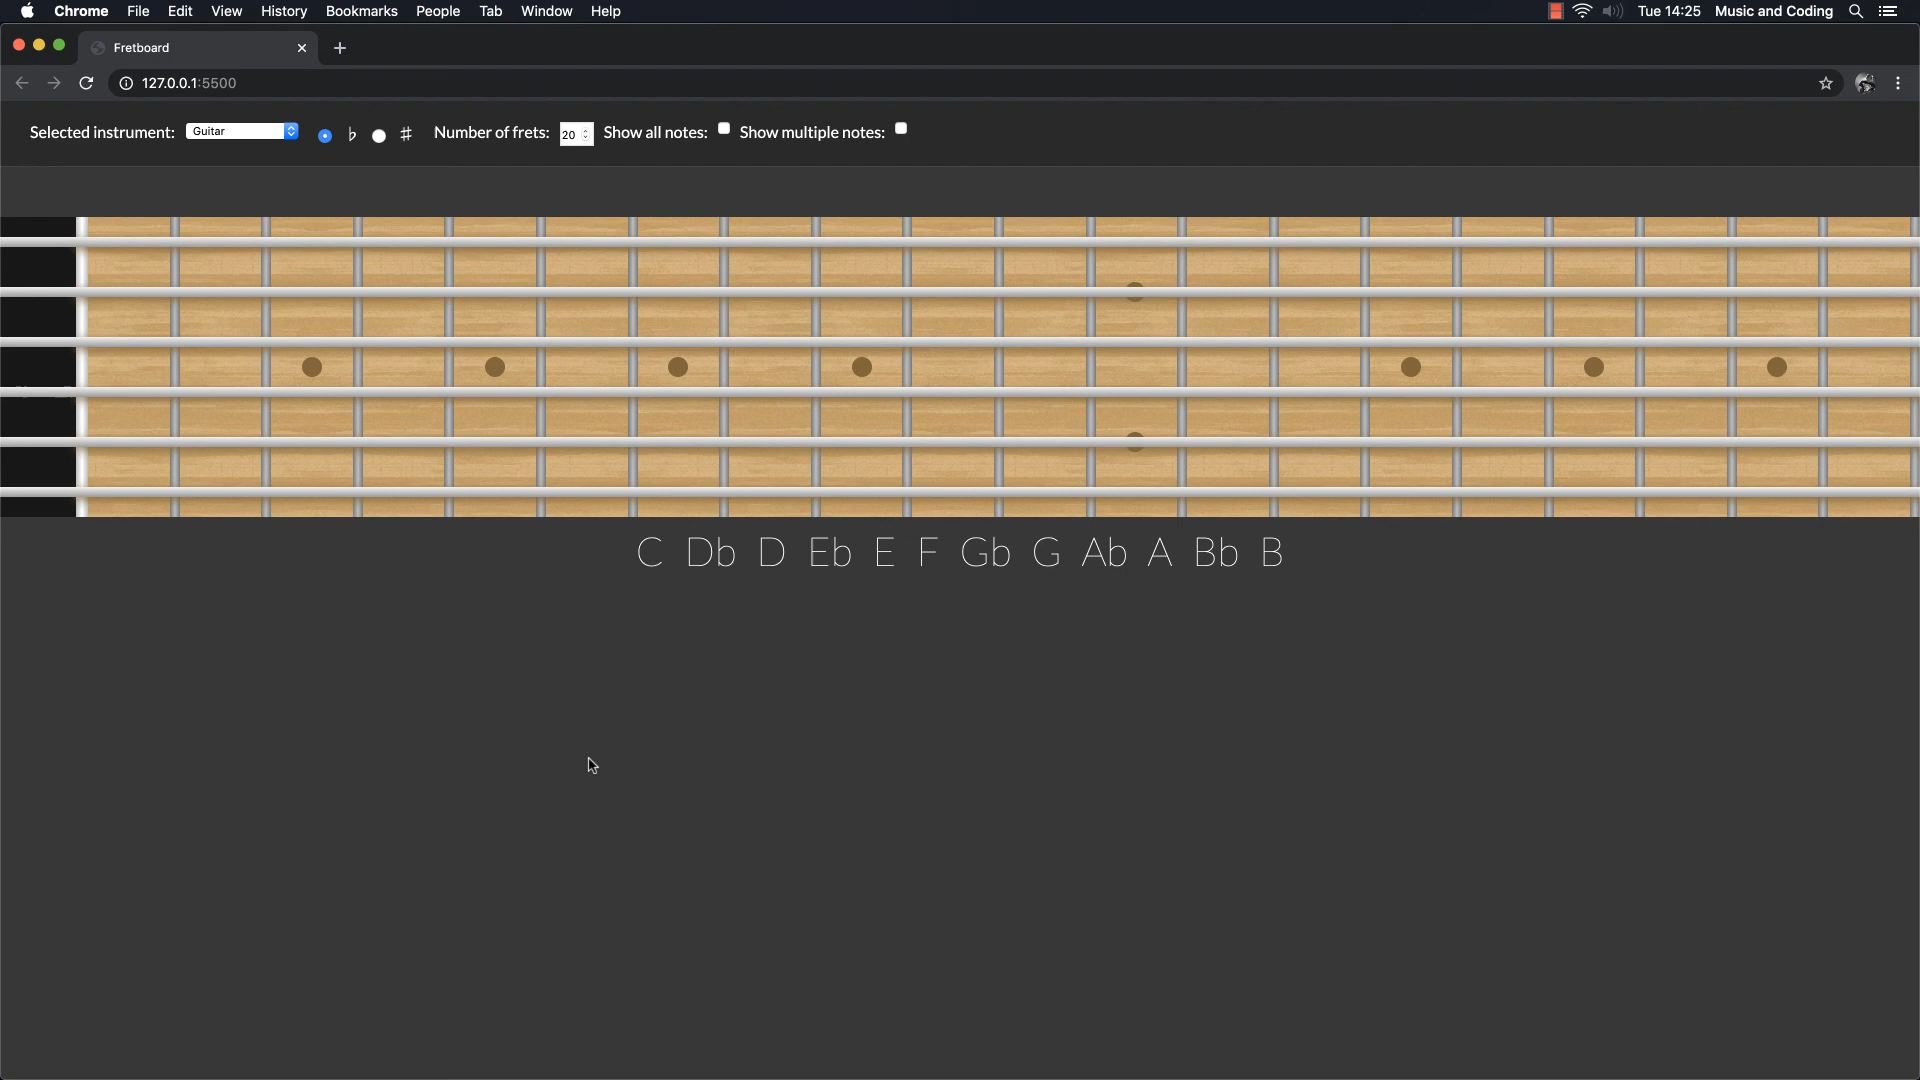 Chrome File Edit View History Bookmarks People Tab Window Help Tue 14:25 Music and Coding
Fretboard
127.0.0.1:5500
Selected instrument: Guitar ♭ ♯ Number of frets: 20 Show all notes: Show multiple notes:
C Db D Eb E F Gb G Ab A Bb B